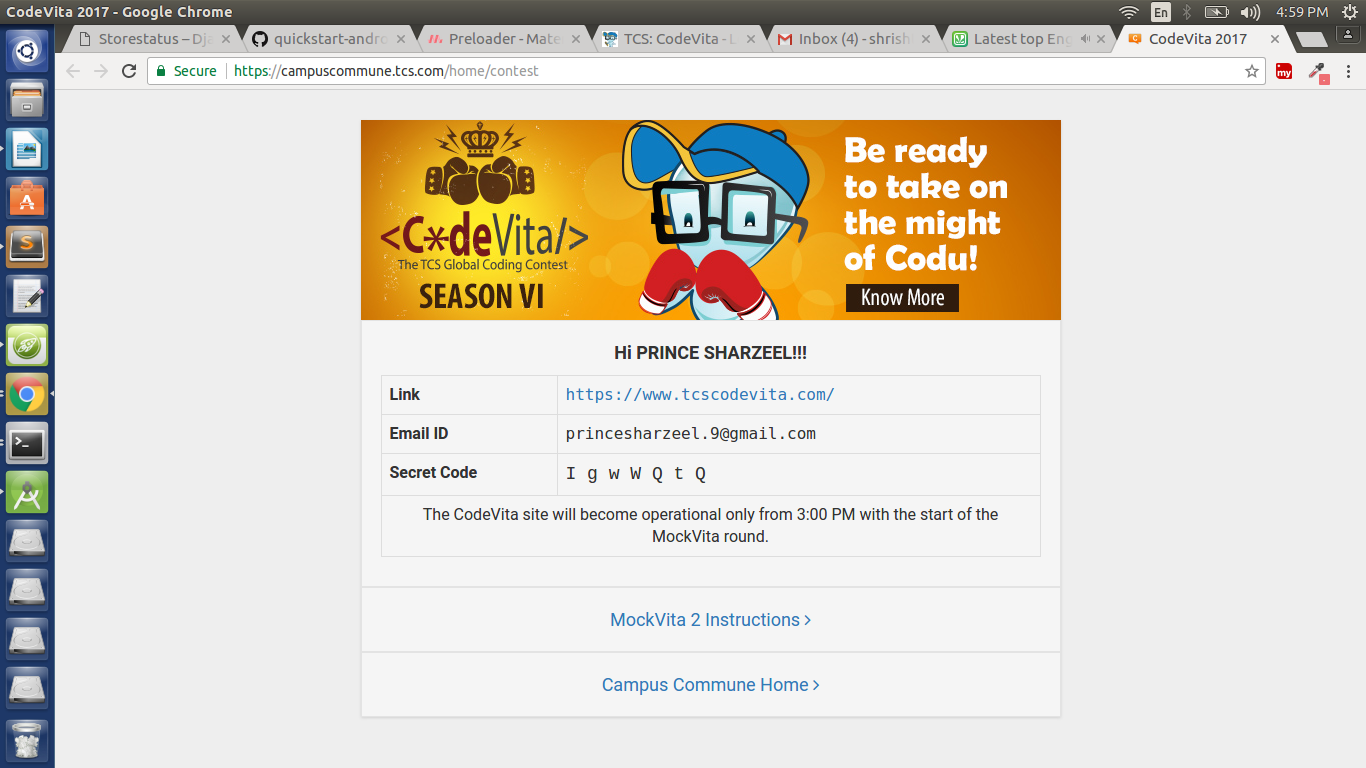 CodeVita 2017 - Google Chrome
En
4:59 PM
Storestatus – Dja
quickstart-andro
Preloader - Mate
TCS: CodeVita - L
Inbox (4) - shrish
Latest top Eng
CodeVita 2017
Secure
https://campuscommune.tcs.com/home/contest
my
<C*deVita/>
The TCS Global Coding Contest
SEASON VI
Be ready
to take on
the might
of Codu!
Know More
Hi PRINCE SHARZEEL!!!
Link https://www.tcscodevita.com/
Email ID princesharzeel.9@gmail.com
Secret Code I g w W Q t Q
The CodeVita site will become operational only from 3:00 PM with the start of the
MockVita round.
MockVita 2 Instructions >
Campus Commune Home >